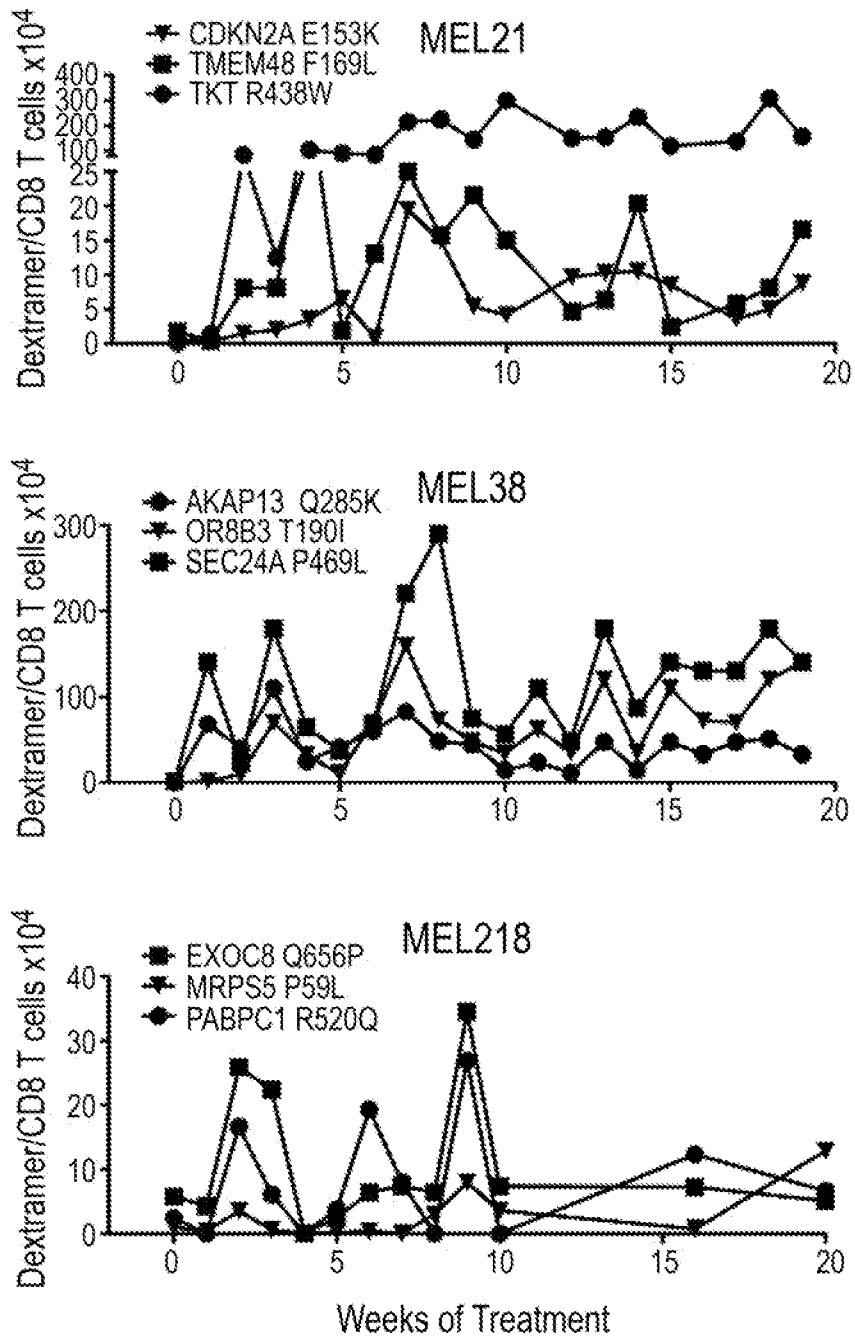 CDKN2A E153K
MEL21
TMEM48 F169L
TKT R438W
Dextramer/CD8 T cells x10⁴
400
300
200
100
25
20
15
10
5
0
0 5 10 15 20
MEL38
AKAP13 Q285K
OR8B3 T190I
SEC24A P469L
Dextramer/CD8 T cells x10⁴
300
200
100
0
0 5 10 15 20
MEL218
EXOC8 Q656P
MRPS5 P59L
PABPC1 R520Q
Dextramer/CD8 T cells x10⁴
40
30
20
10
0
0 5 10 15 20
Weeks of Treatment